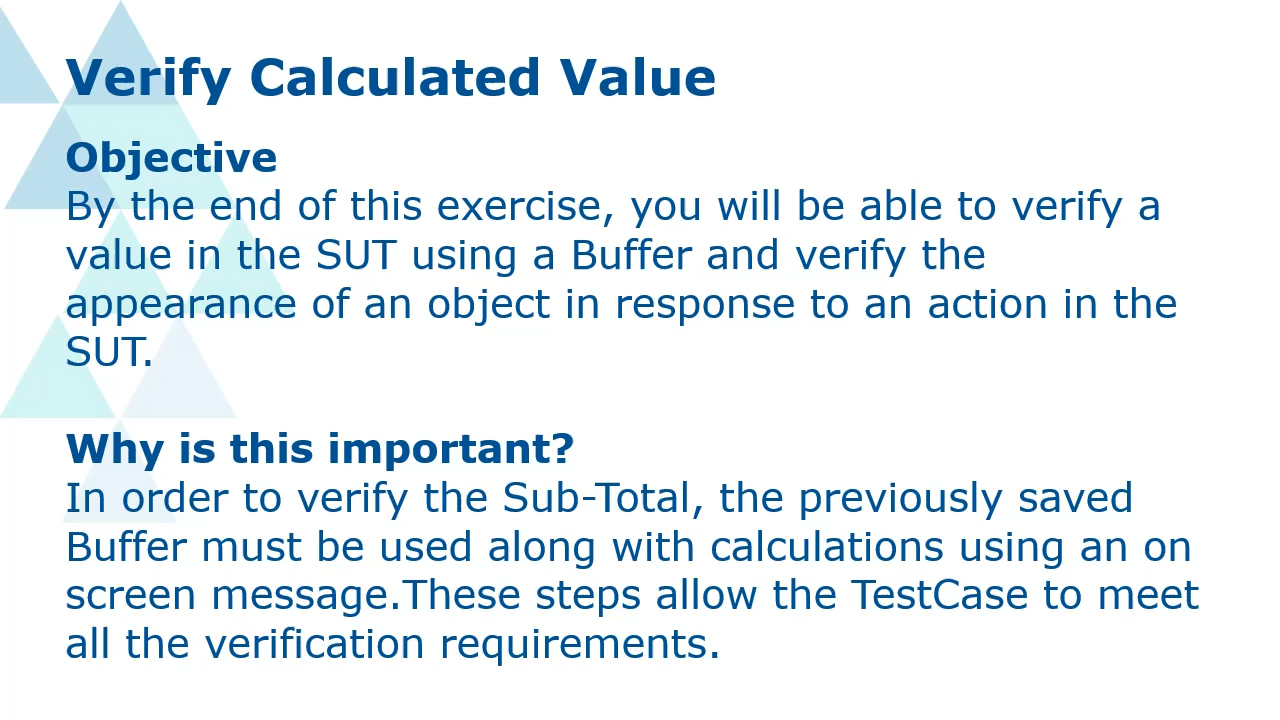 Verify Calculated Value
Objective
By the end of this exercise, you will be able to verify a
value in the SUT using a Buffer and verify the
appearance of an object in response to an action in the
SUT.
Why is this important?
In order to verify the Sub-Total, the previously saved
Buffer must be used along with calculations using an on
screen message.These steps allow the TestCase to meet
all the verification requirements.